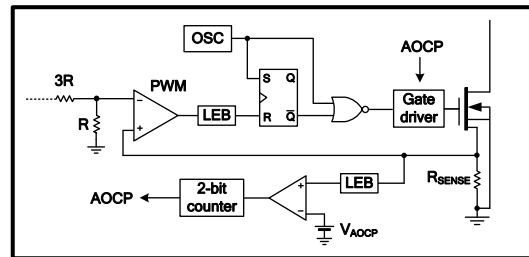 OSC
AOCP
3R
PWM
S
Q
R
LEB
R
Q
Gate
driver
AOCP
2-bit
counter
LEB
RSENSE
VAOCP